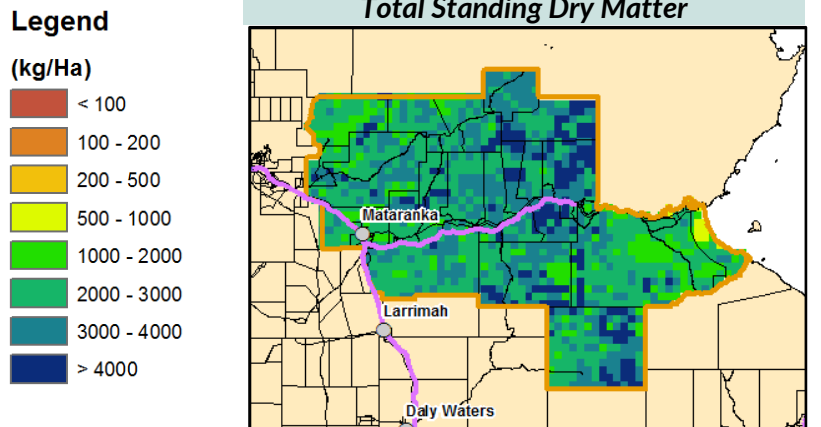 Total Standing Dry Matter
Legend
(kg/Ha)
< 100
100 - 200
200 - 500
500 - 1000
1000 - 2000
2000 - 3000
3000 - 4000
> 4000
Mataranka
Larrimah
Daly Waters